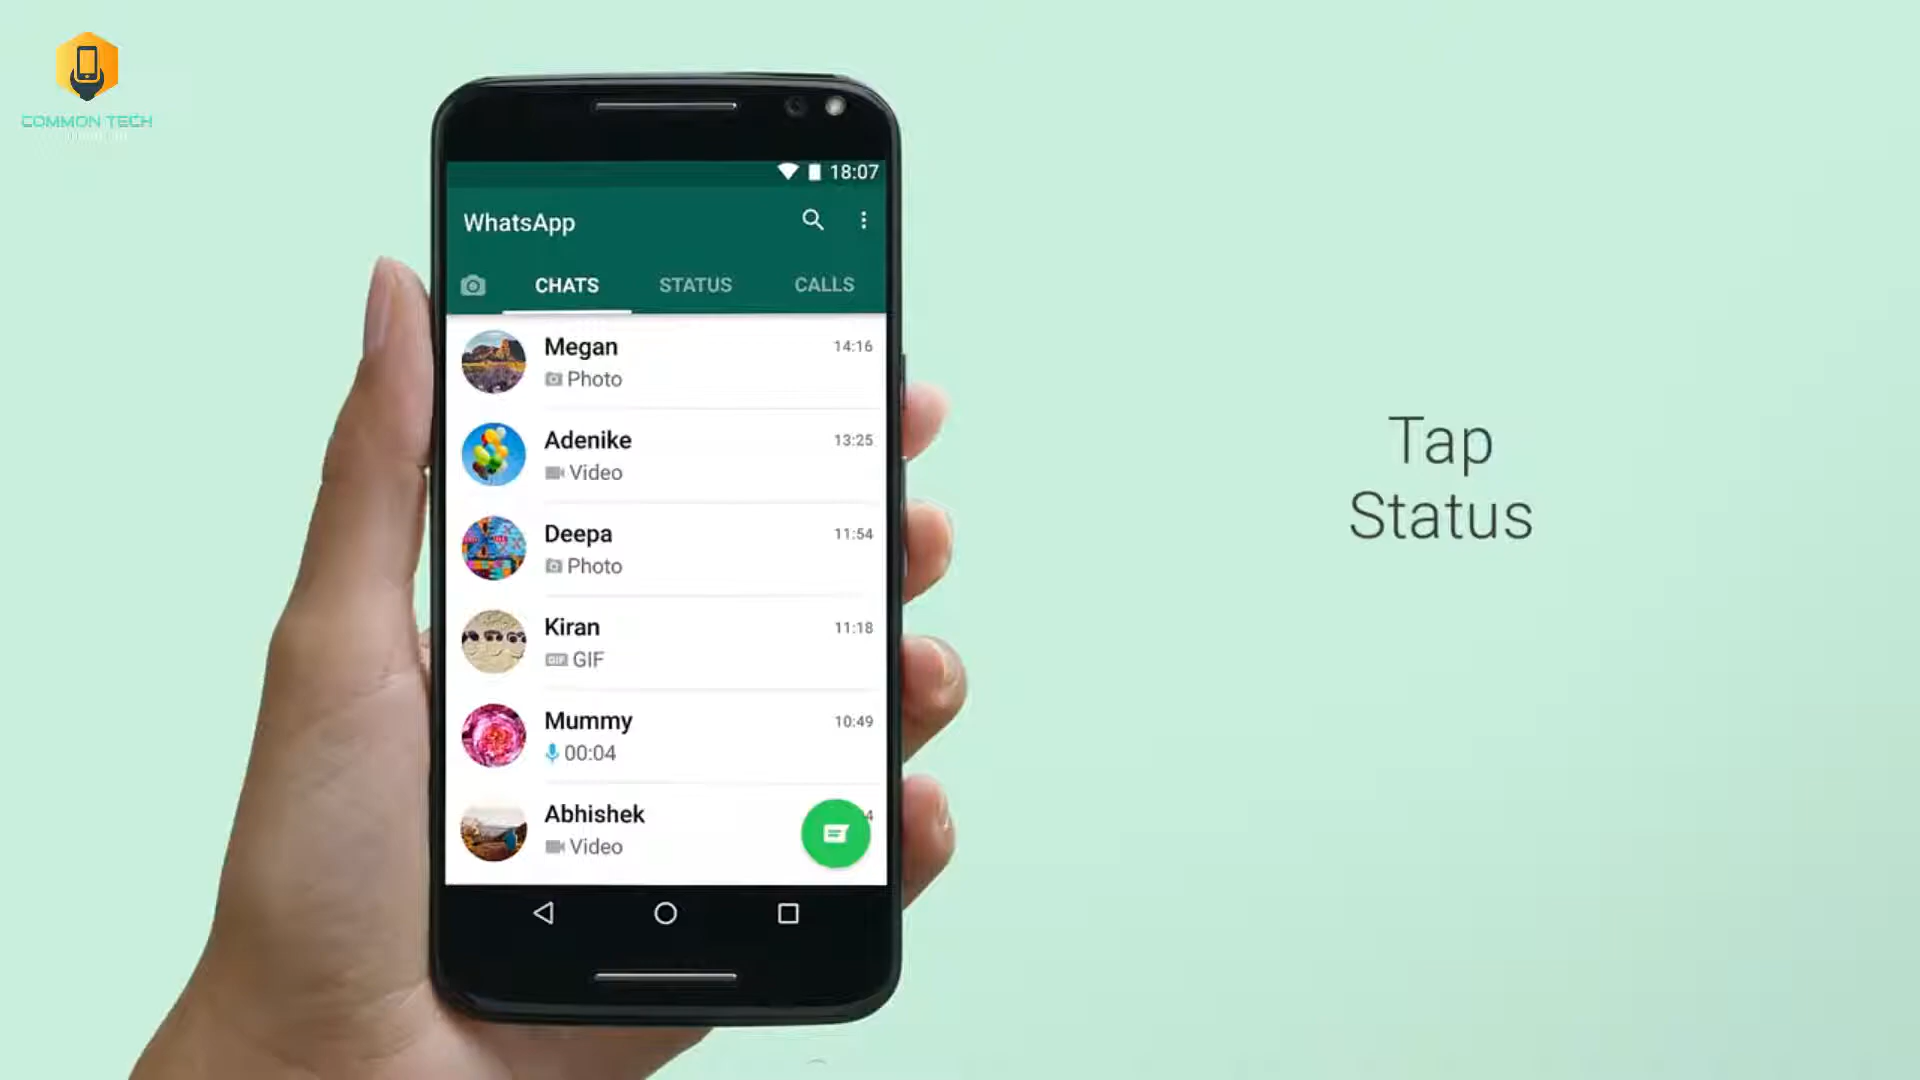 COMMON TECH
18:07
WhatsApp
CHATS STATUS CALLS
Megan 14:16
Photo
Adenike 13:25
Video
Deepa 11:54
Photo
Kiran 11:18
GIF GIF
Mummy 10:49
00:04
Abhishek
Video
Tap
Status